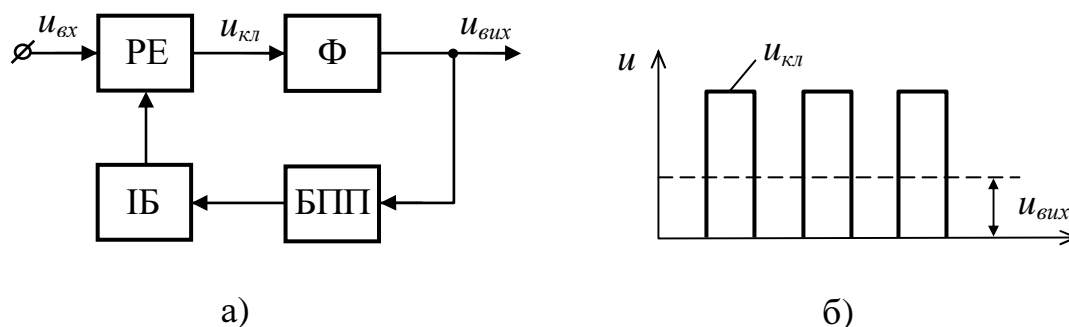 u_вх
u_кл
u_вих
РЕ
Ф
ІБ
БПП
а)
u
u_кл
u_вих
б)